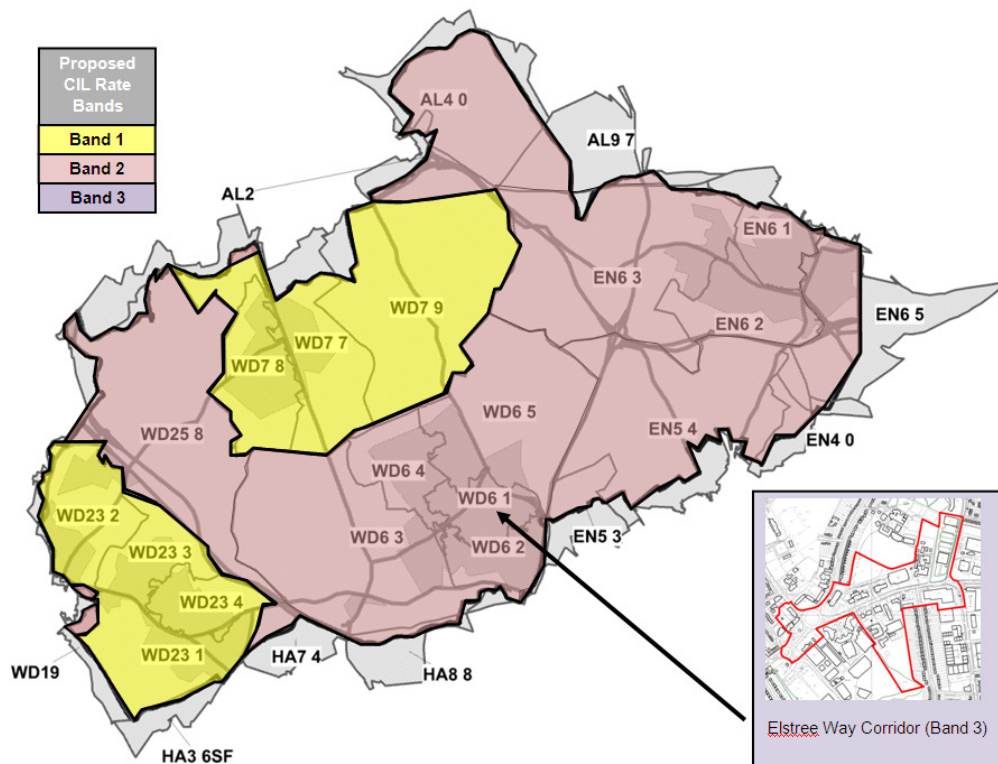 Proposed
CIL Rate
Bands
Band 1
Band 2
Band 3
AL4 0
AL9 7
AL2
EN6 1
EN6 3
WD7 9
EN6 5
EN6 2
WD7 7
WD7 8
WD6 5
EN5 4
WD25 8
EN4 0
WD6 4
WD6 1
WD23 2
EN5 3
WD6 3
WD6 2
WD23 3
WD23 4
WD23 1
HA7 4
WD19
HA8 8
HA3 6SF
Elstree Way Corridor (Band 3)